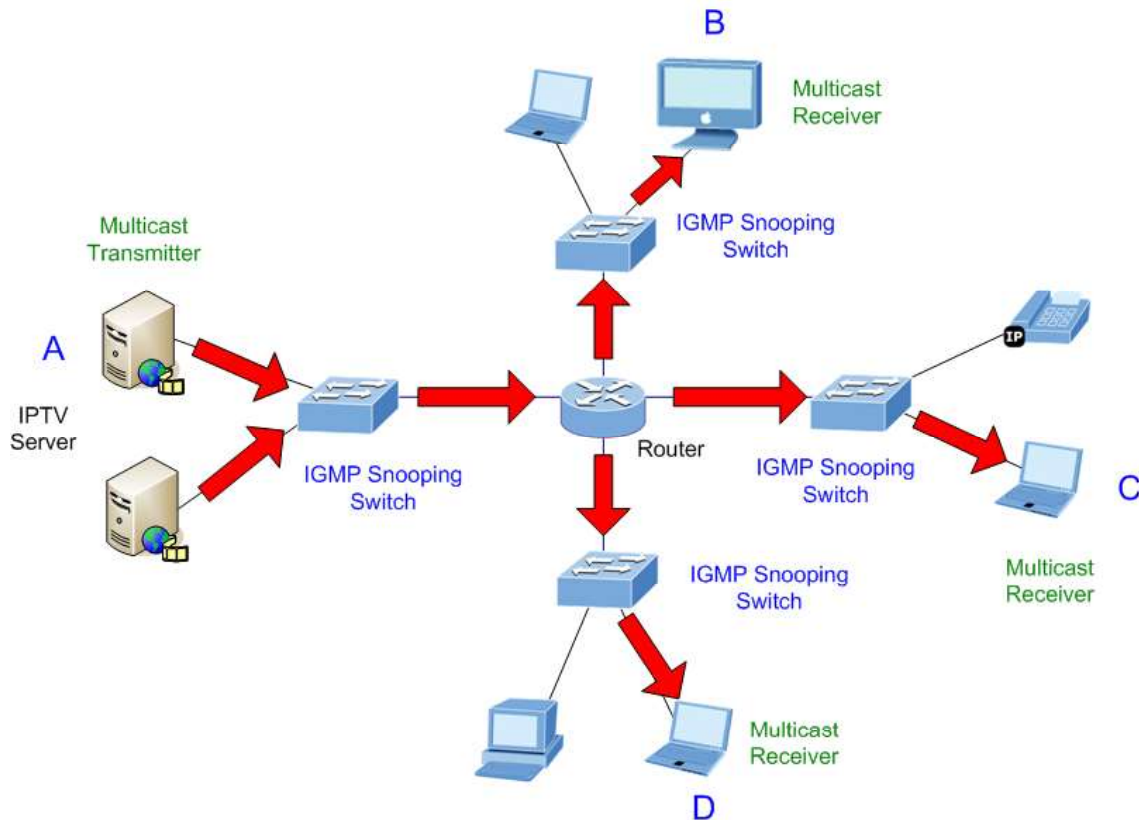 B
Multicast
Receiver
IGMP Snooping
Switch
Multicast
Transmitter
A
IPTV
Server
IGMP Snooping
Switch
Router
IP
IGMP Snooping
Switch
C
Multicast
Receiver
IGMP Snooping
Switch
Multicast
Receiver
D